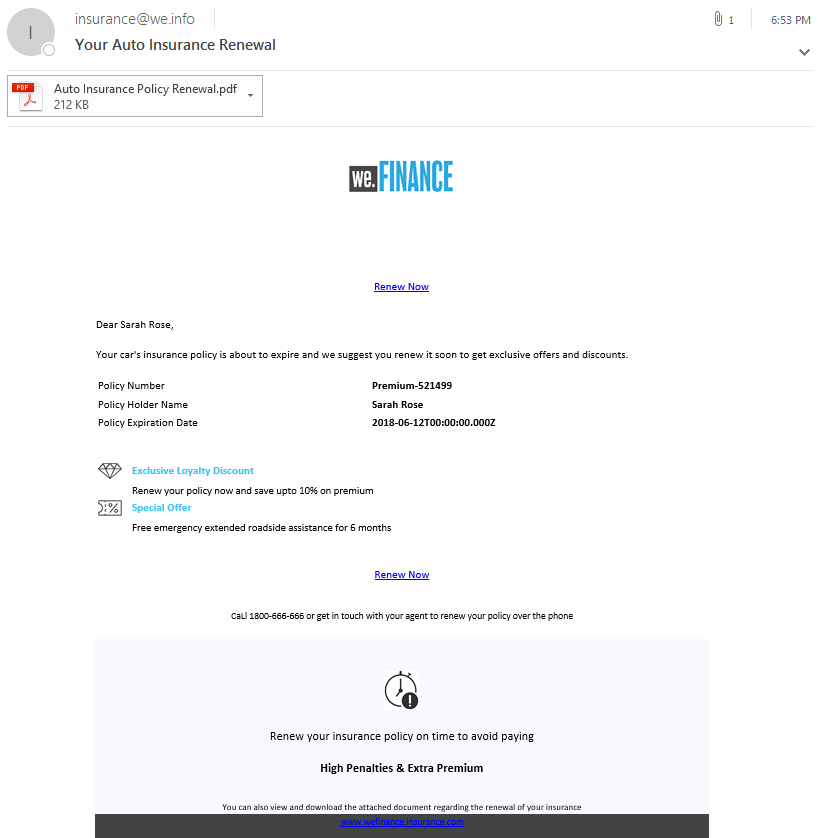 insurance@we.info
1
6:53 PM
I
Your Auto Insurance Renewal
PDF
Auto Insurance Policy Renewal.pdf
212 KB
we.FINANCE
Renew Now
Dear Sarah Rose,
Your car's insurance policy is about to expire and we suggest you renew it soon to get exclusive offers and discounts.
Policy Number Premium-521499
Policy Holder Name Sarah Rose
Policy Expiration Date 2018-06-12T00:00:00.000Z
Exclusive Loyalty Discount
Renew your policy now and save upto 10% on premium
%
Special Offer
Free emergency extended roadside assistance for 6 months
Renew Now
CaLl 1800-666-666 or get in touch with your agent to renew your policy over the phone
!
Renew your insurance policy on time to avoid paying
High Penalties & Extra Premium
You can also view and download the attached document regarding the renewal of your insurance
www.wefinance.insurance.com